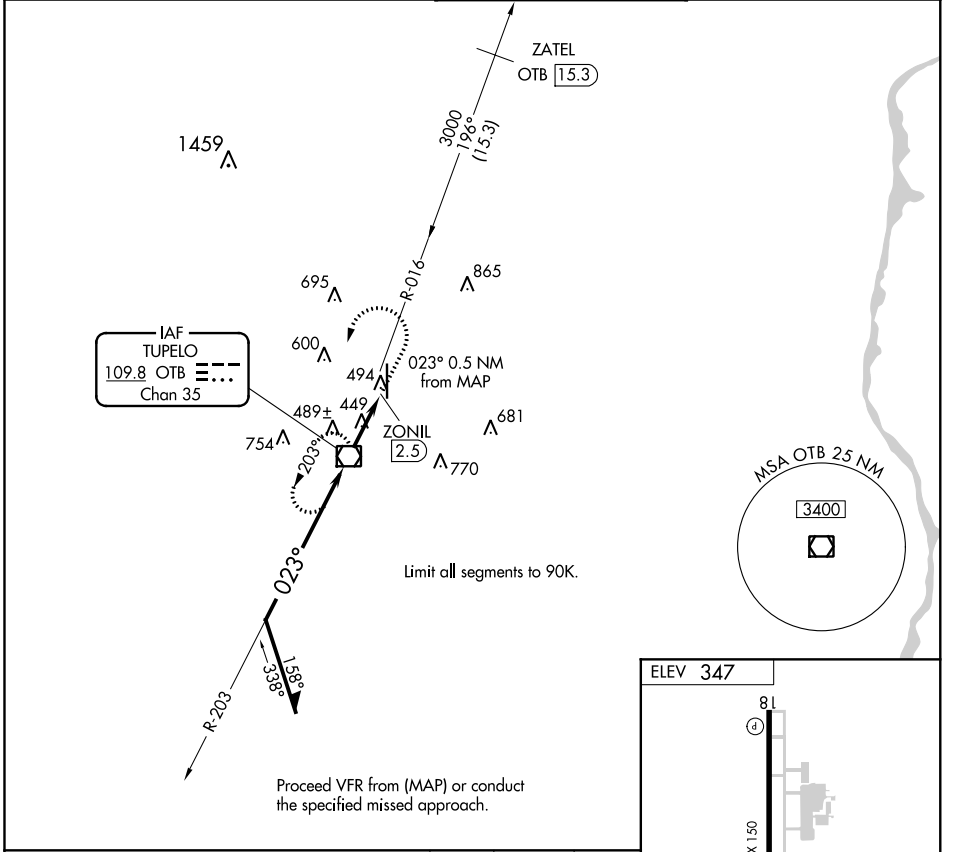 ZATEL
OTB 15.3
3000
196°
(15.3)
1459
R-016
695
865
IAF
TUPELO
109.8 OTB
Chan 35
600
494
023° 0.5 NM
from MAP
489±
449
ZONIL
2.5
681
754
203°
770
MSA OTB 25 NM
3400
023°
Limit all segments to 90K.
158°
338°
R-203
ELEV 347
18
P
X 150
Proceed VFR from (MAP) or conduct
the specified missed approach.